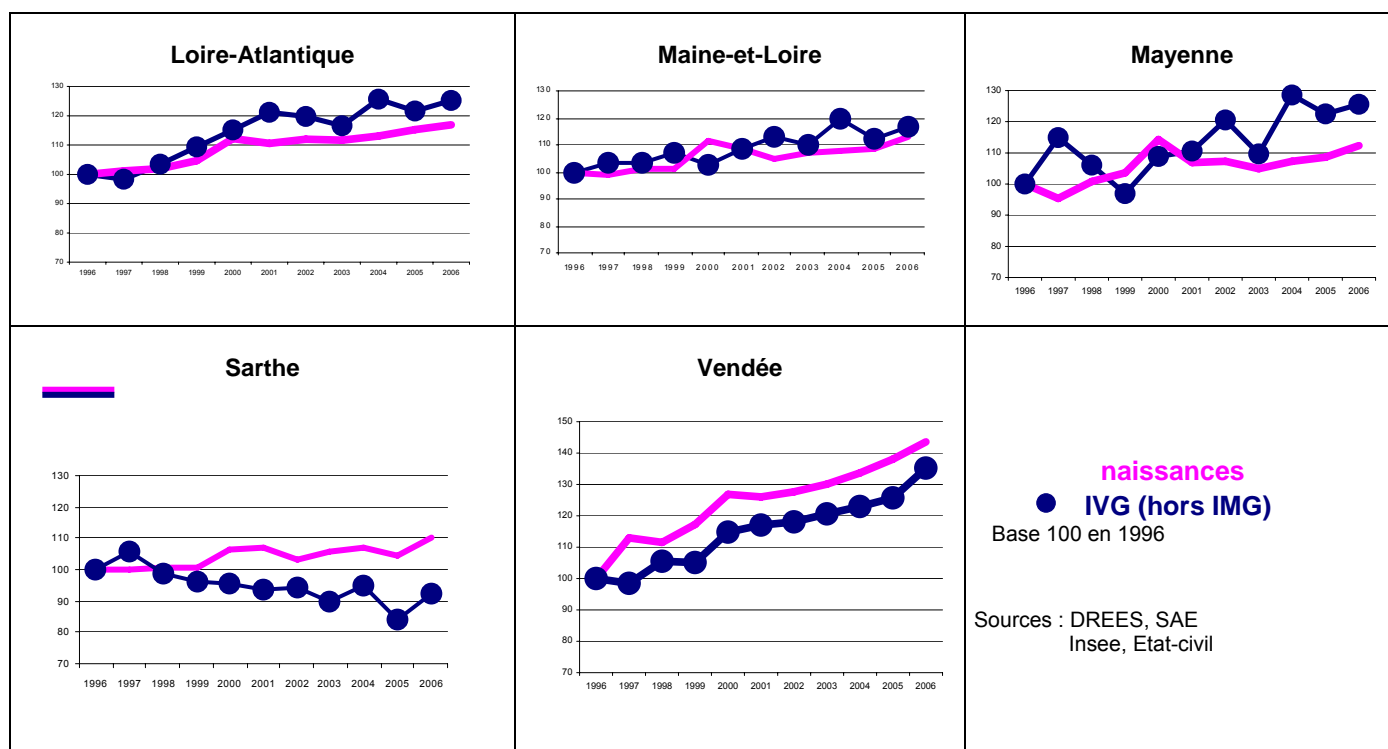 Loire-Atlantique
130
120
110
100
90
80
70
1996 1997 1998 1999 2000 2001 2002 2003 2004 2005 2006
Maine-et-Loire
130
120
110
100
90
80
70
1996 1997 1998 1999 2000 2001 2002 2003 2004 2005 2006
Mayenne
130
120
110
100
90
80
70
1996 1997 1998 1999 2000 2001 2002 2003 2004 2005 2006
Sarthe
130
120
110
100
90
80
70
1996 1997 1998 1999 2000 2001 2002 2003 2004 2005 2006
Vendée
150
140
130
120
110
100
90
80
70
1996 1997 1998 1999 2000 2001 2002 2003 2004 2005 2006
naissances
IVG (hors IMG)
Base 100 en 1996
Sources : DREES, SAE
Insee, Etat-civil